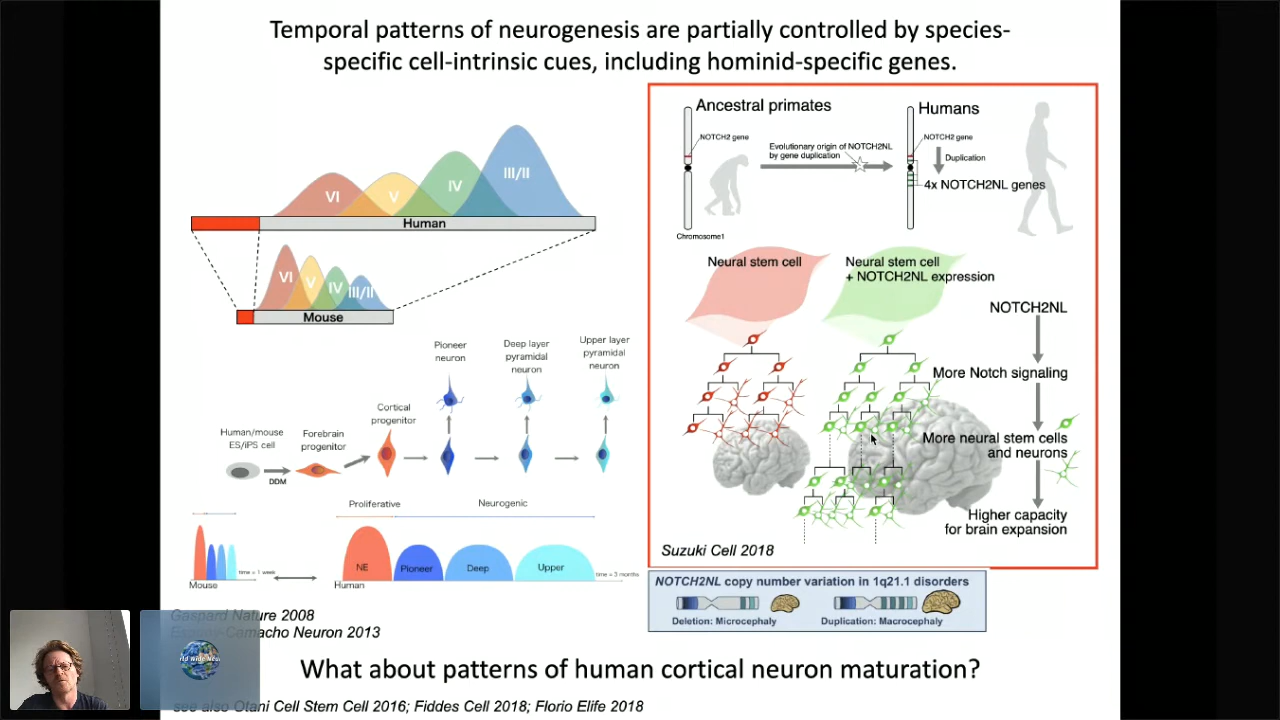 Temporal patterns of neurogenesis are partially controlled by species-
specific cell-intrinsic cues, including hominid-specific genes.
VI
V
IV
III/II
Human
VI
V
IV
III/II
Mouse
Pioneer
neuron
Deep layer
pyramidal
neuron
Upper layer
pyramidal
neuron
Cortical
progenitor
Human/mouse
ES/iPS cell
Forebrain
progenitor
DDM
Proliferative
Neurogenic
NE
Pioneer
Deep
Upper
time = 1 week
time = 3 months
Mouse
Human
Gaspard Nature 2008
Camacho Neuron 2013
Ancestral primates
Humans
NOTCH2 gene
NOTCH2 gene
Evolutionary origin of NOTCH2NL
by gene duplication
Duplication
4x NOTCH2NL genes
Chromosome1
Neural stem cell
Neural stem cell
+ NOTCH2NL expression
NOTCH2NL
More Notch signaling
More neural stem cells
and neurons
Higher capacity
for brain expansion
Suzuki Cell 2018
NOTCH2NL copy number variation in 1q21.1 disorders
Deletion: Microcephaly
Duplication: Macrocephaly
What about patterns of human cortical neuron maturation?
see also Otani Cell Stem Cell 2016; Fiddes Cell 2018; Florio Elife 2018